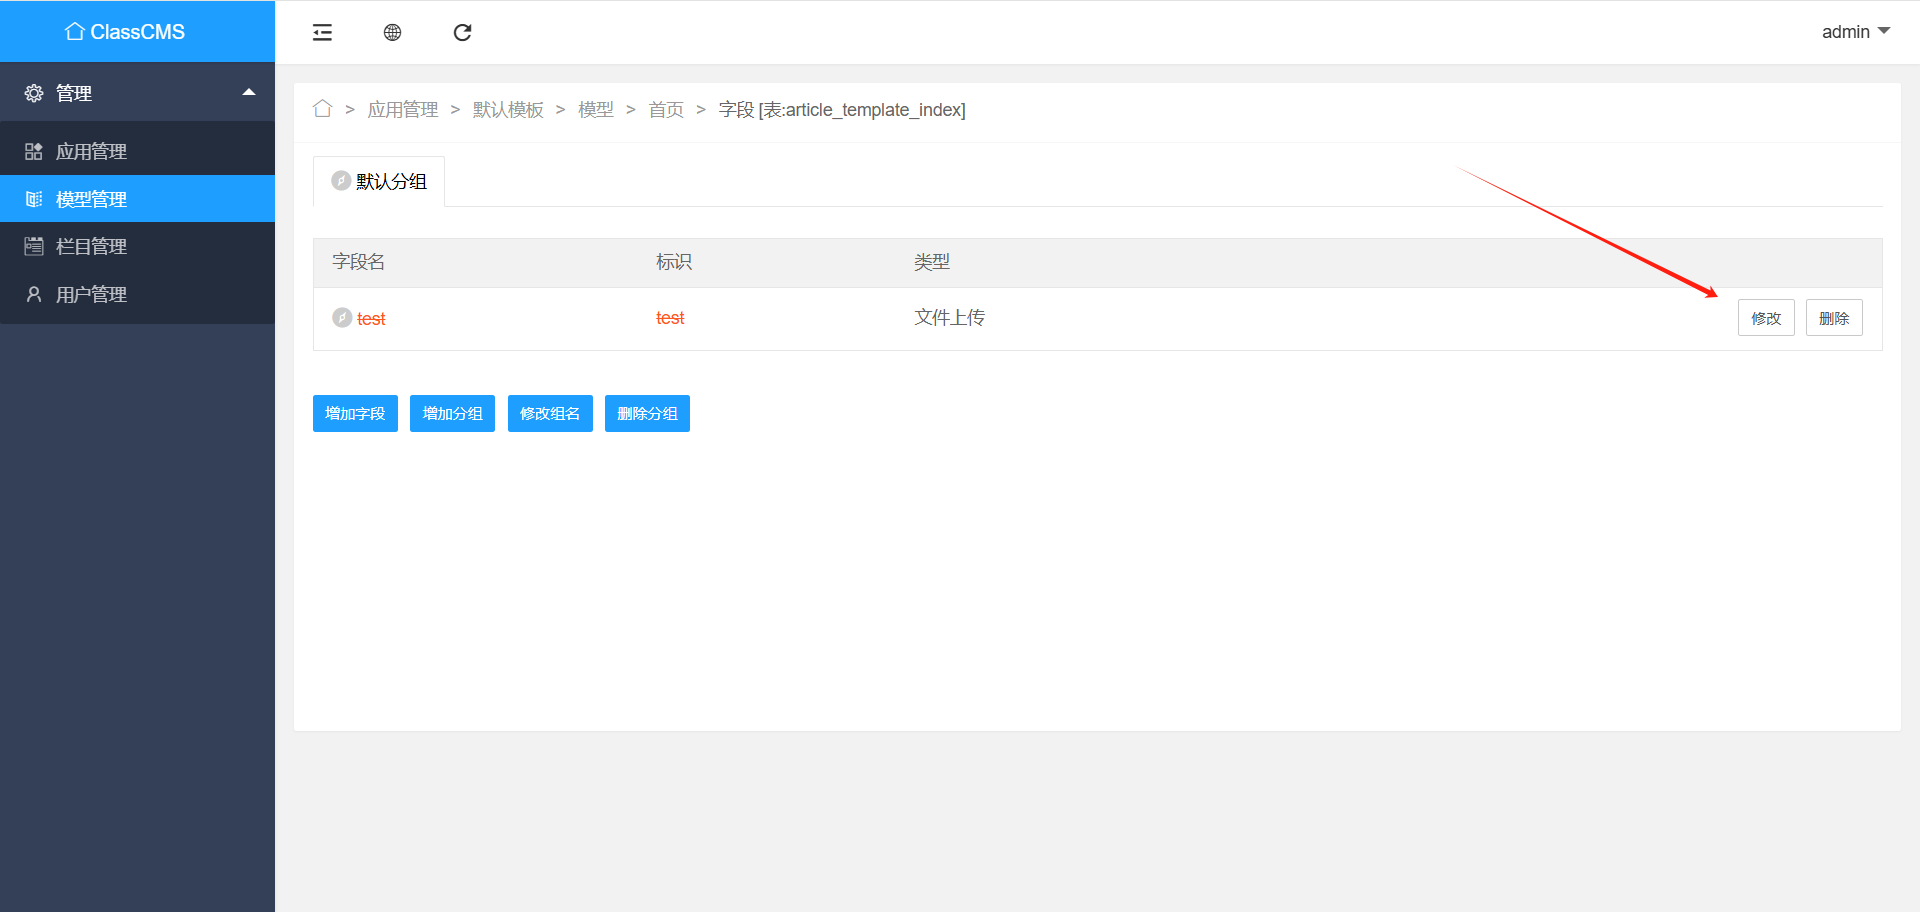 ClassCMS
admin
管理
应用管理
模型管理
栏目管理
用户管理
> 应用管理 > 默认模板 > 模型 > 首页 > 字段 [表:article_template_index]
默认分组
字段名 标识 类型
test test 文件上传 修改 删除
增加字段 增加分组 修改组名 删除分组